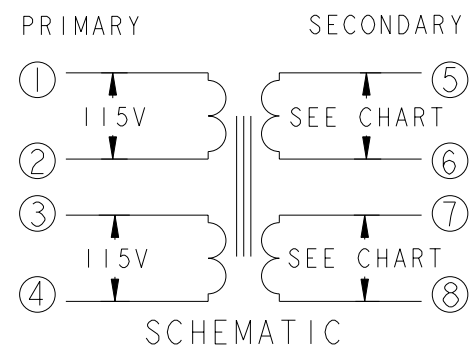 PRIMARY SECONDARY
1 5
115V SEE CHART
2 6
3 7
115V SEE CHART
4 8
SCHEMATIC